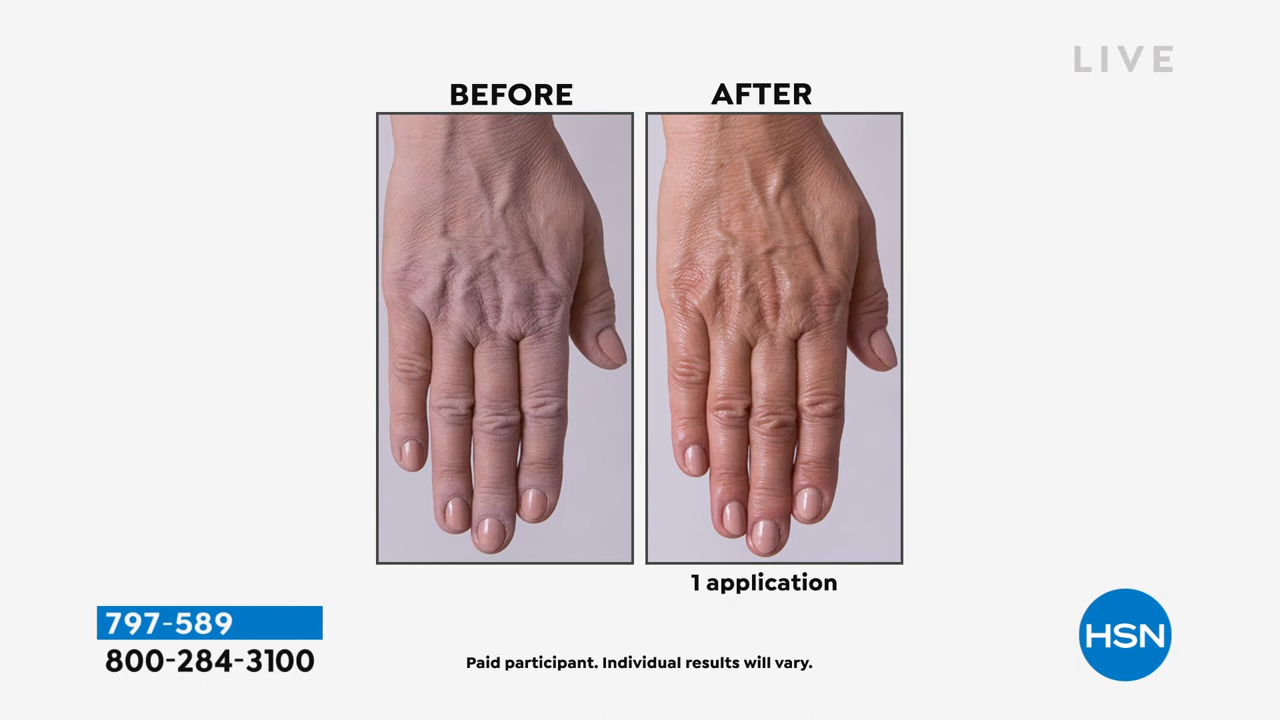 LIVE
BEFORE
AFTER
1 application
797-589
800-284-3100
Paid participant. Individual results will vary.
HSN